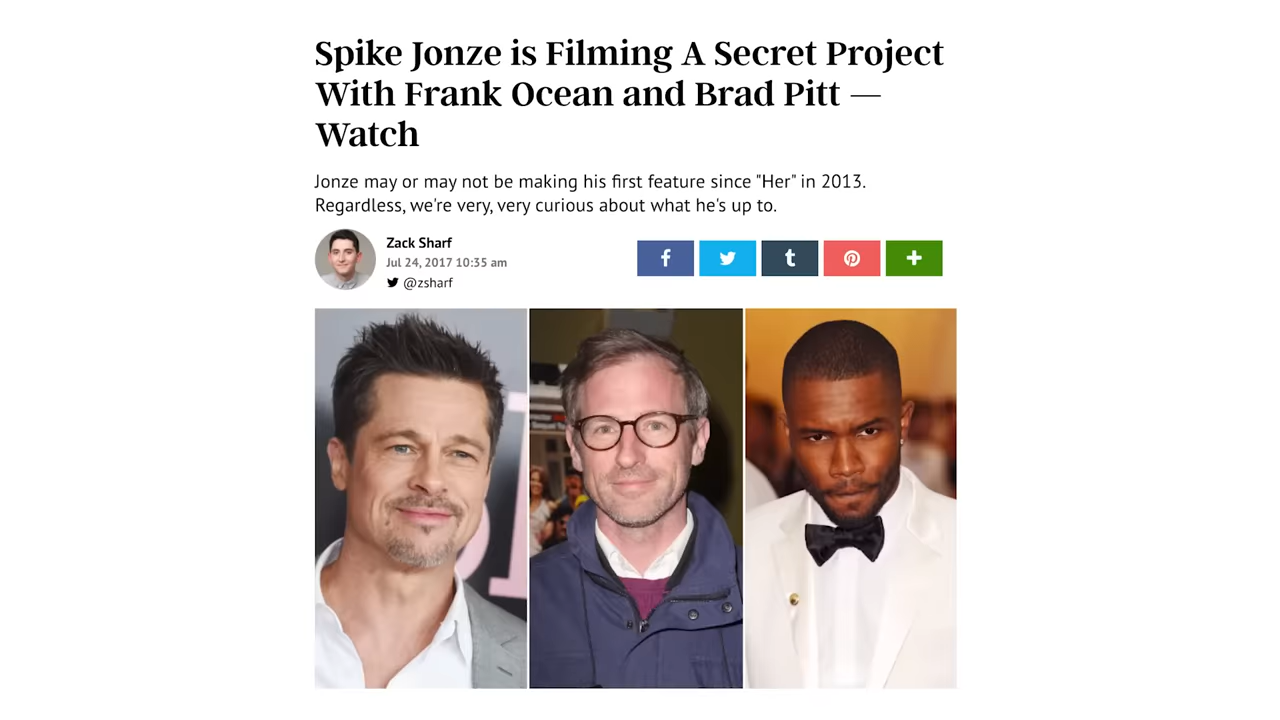 Spike Jonze is Filming A Secret Project
With Frank Ocean and Brad Pitt —
Watch
Jonze may or may not be making his first feature since "Her" in 2013.
Regardless, we're very, very curious about what he's up to.
Zack Sharf
Jul 24, 2017 10:35 am
@zsharf